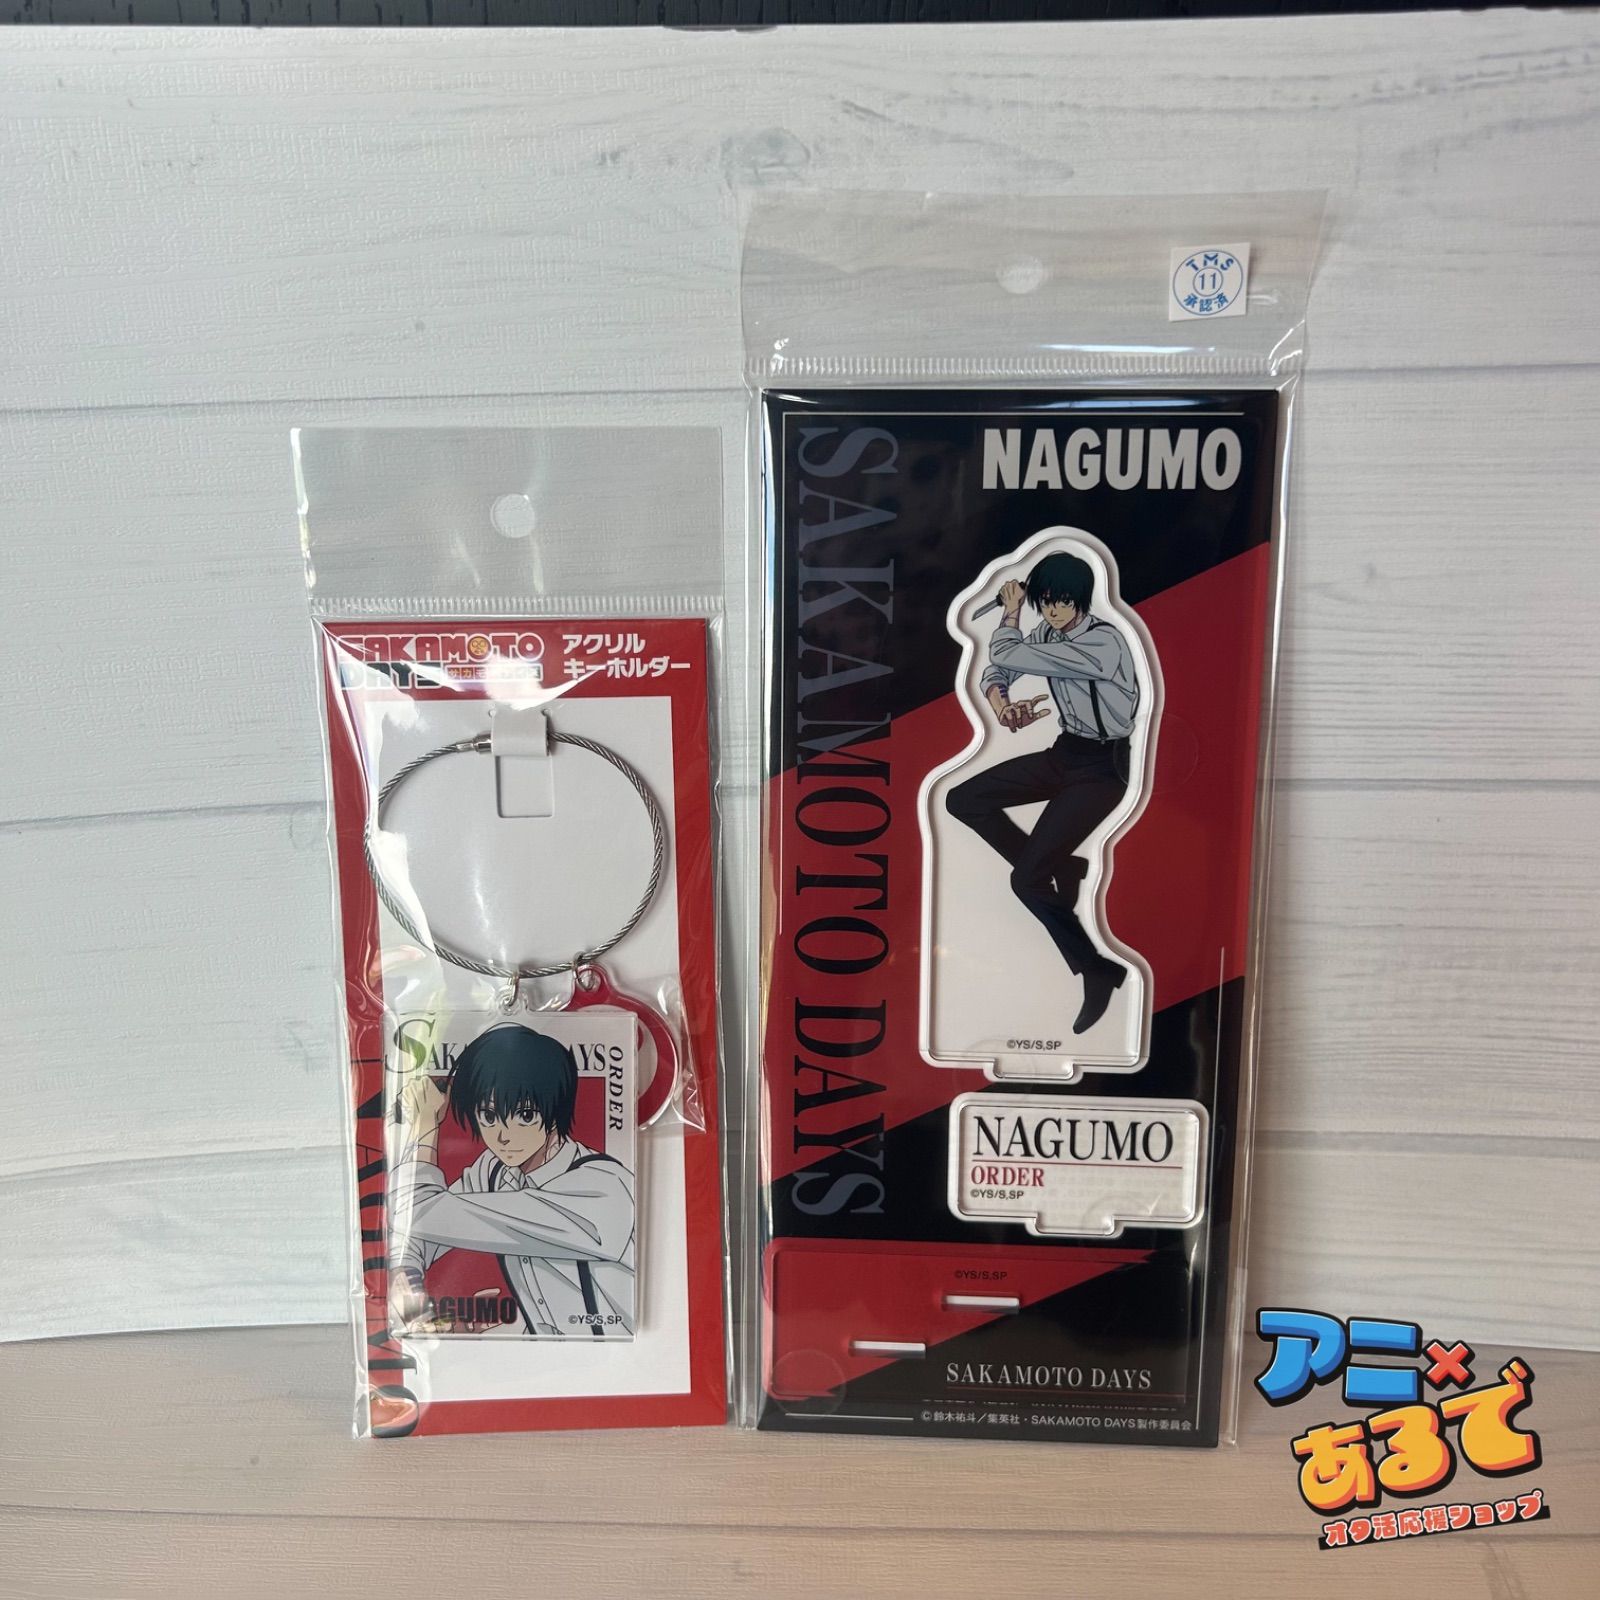 TMS
11
承認済
NAGUMO
SAKAMOTO DAYS
©YS/S,SP
NAGUMO
ORDER
©YS/S,SP
©YS/S,SP
SAKAMOTO DAYS
© 鈴木祐斗／集英社・SAKAMOTO DAYS製作委員会
SAKAMOTO
DAYS
アクリル
キーホルダー
SAK DAYS
ORDER
NAGUMO
©YS/S,SP
アニ×
あるで
オタ活応援ショップ